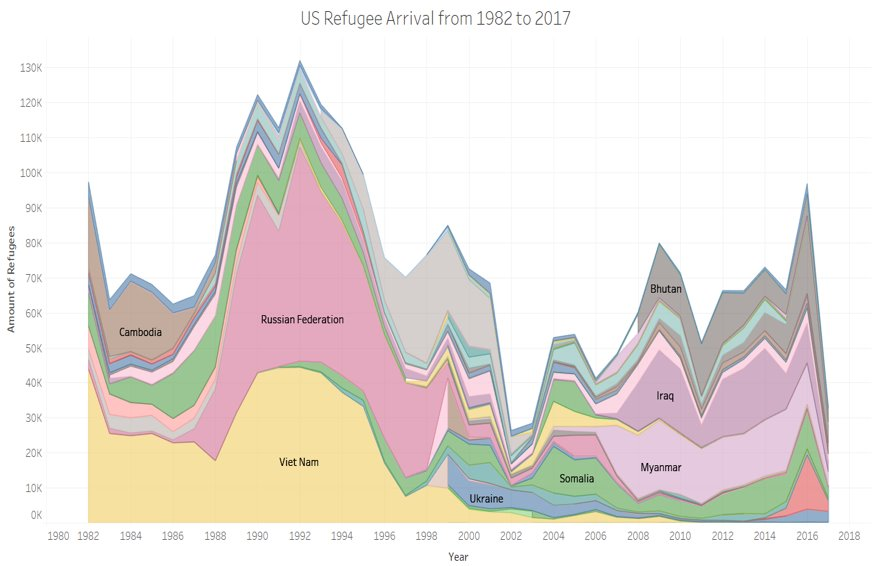 US Refugee Arrival from 1982 to 2017
130K
120K
110K
100K
90K
80K
70K
60K
50K
40K
30K
20K
10K
0K
Amount of Refugees
Cambodia
Russian Federation
Viet Nam
Ukraine
Somalia
Myanmar
Iraq
Bhutan
1980 1982 1984 1986 1988 1990 1992 1994 1996 1998 2000 2002 2004 2006 2008 2010 2012 2014 2016 2018
Year